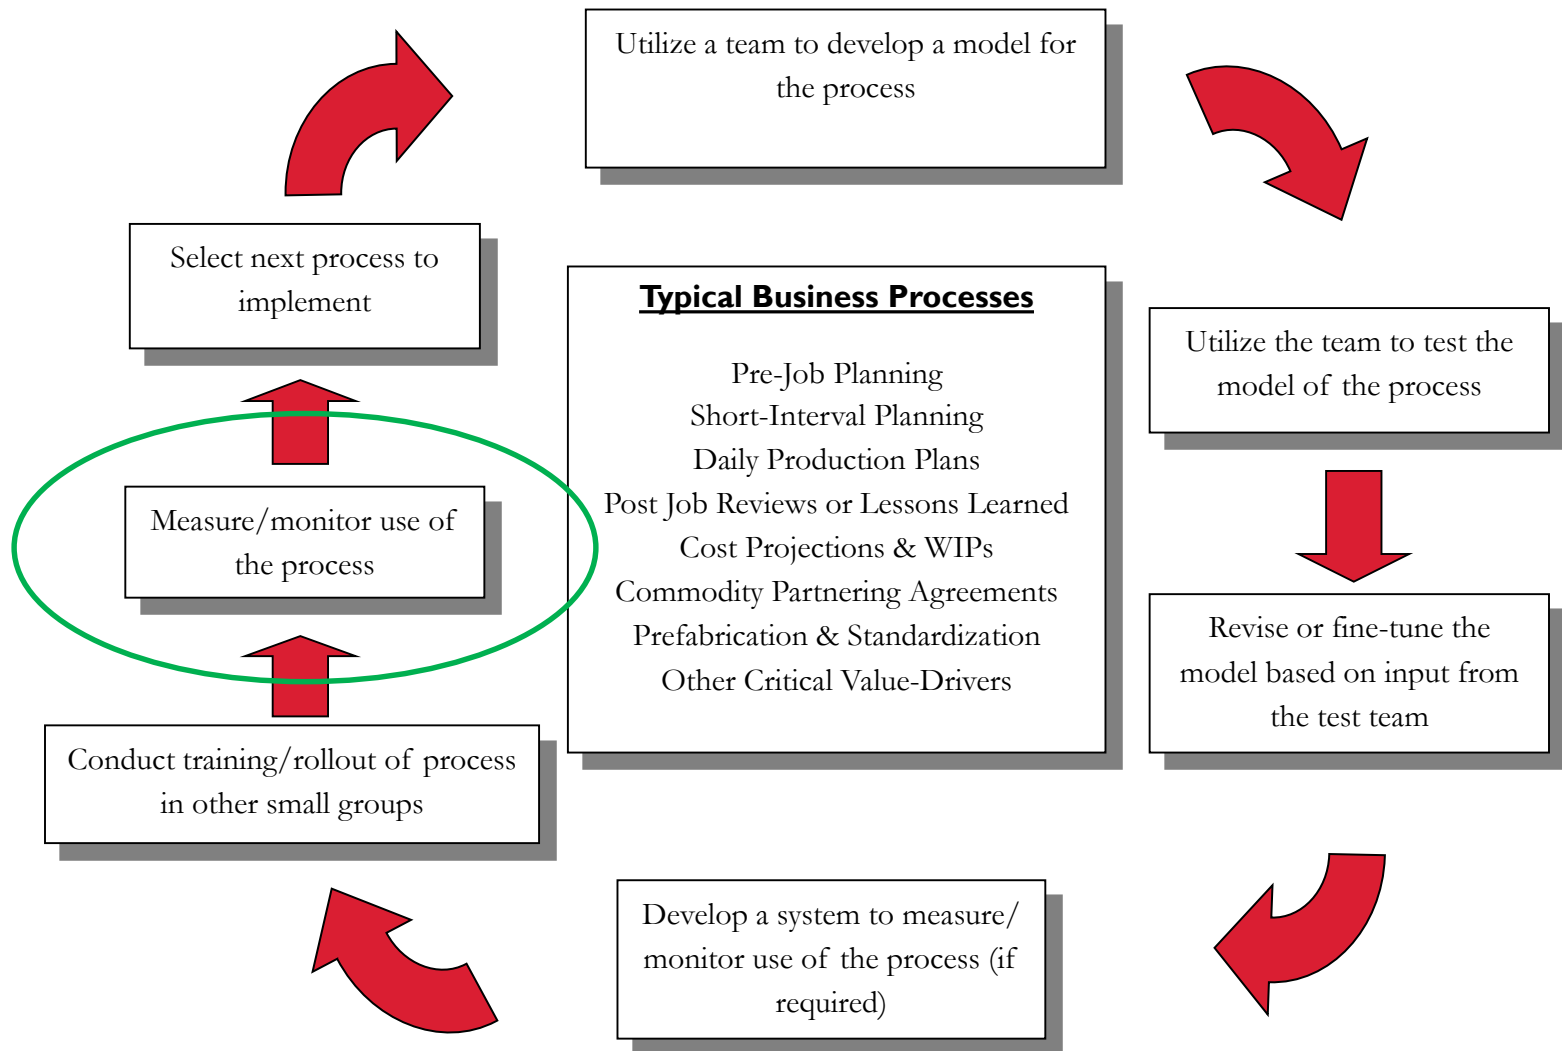 Utilize a team to develop a model for
the process
Select next process to
implement
Typical Business Processes
Pre-Job Planning
Short-Interval Planning
Daily Production Plans
Post Job Reviews or Lessons Learned
Cost Projections & WIPs
Commodity Partnering Agreements
Prefabrication & Standardization
Other Critical Value-Drivers
Utilize the team to test the
model of the process
Measure/monitor use of
the process
Revise or fine-tune the
model based on input from
the test team
Conduct training/rollout of process
in other small groups
Develop a system to measure/
monitor use of the process (if
required)